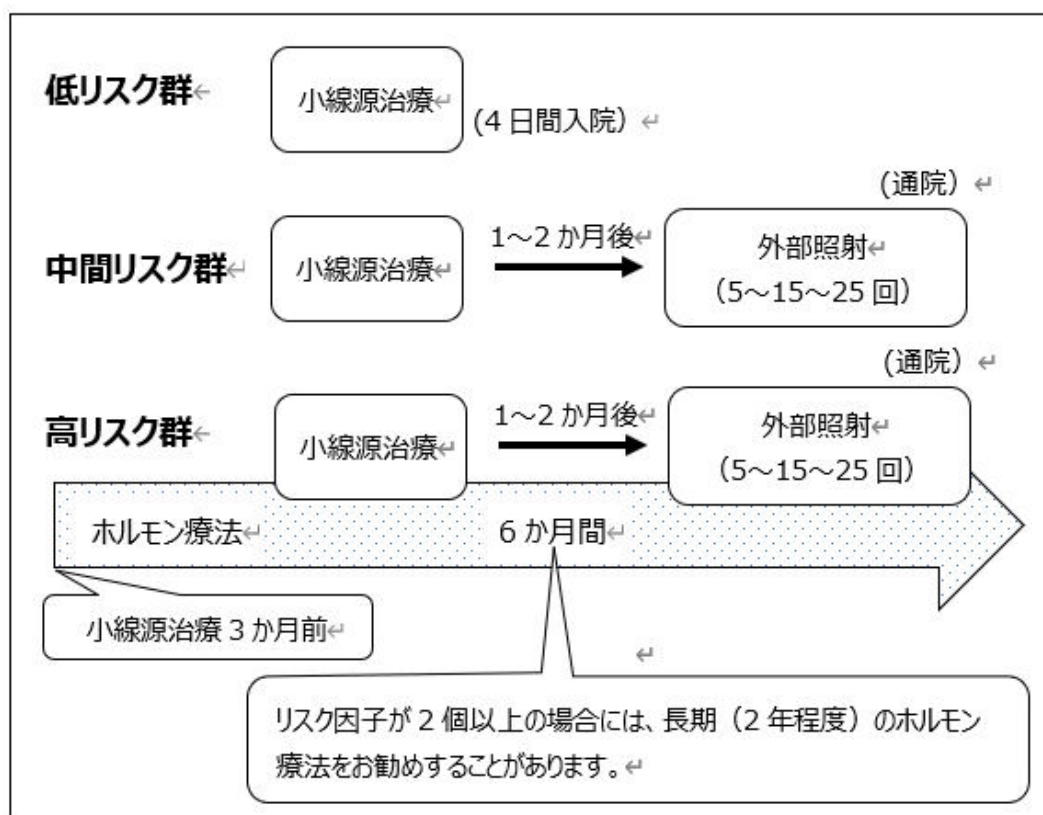 低リスク群↵
小線源治療↵
(4 日間入院）↵
(通院）↵
中間リスク群↵
小線源治療↵
1～2 か月後↵
外部照射↵
（5～15～25 回）
(通院）↵
高リスク群↵
小線源治療↵
1～2 か月後↵
外部照射↵
（5～15～25 回）
ホルモン療法↵
6 か月間↵
小線源治療 3 か月前↵
↵
リスク因子が 2 個以上の場合には、長期（2 年程度）のホルモン
療法をお勧めすることがあります。↵